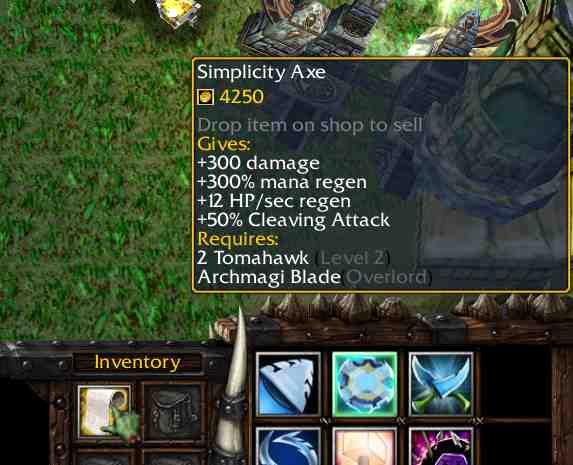 Simplicity Axe
4250
Drop item on shop to sell
Gives:
+300 damage
+300% mana regen
+12 HP/sec regen
+50% Cleaving Attack
Requires:
2 Tomahawk (Level 2)
Archmagi Blade(Overlord)
Inventory